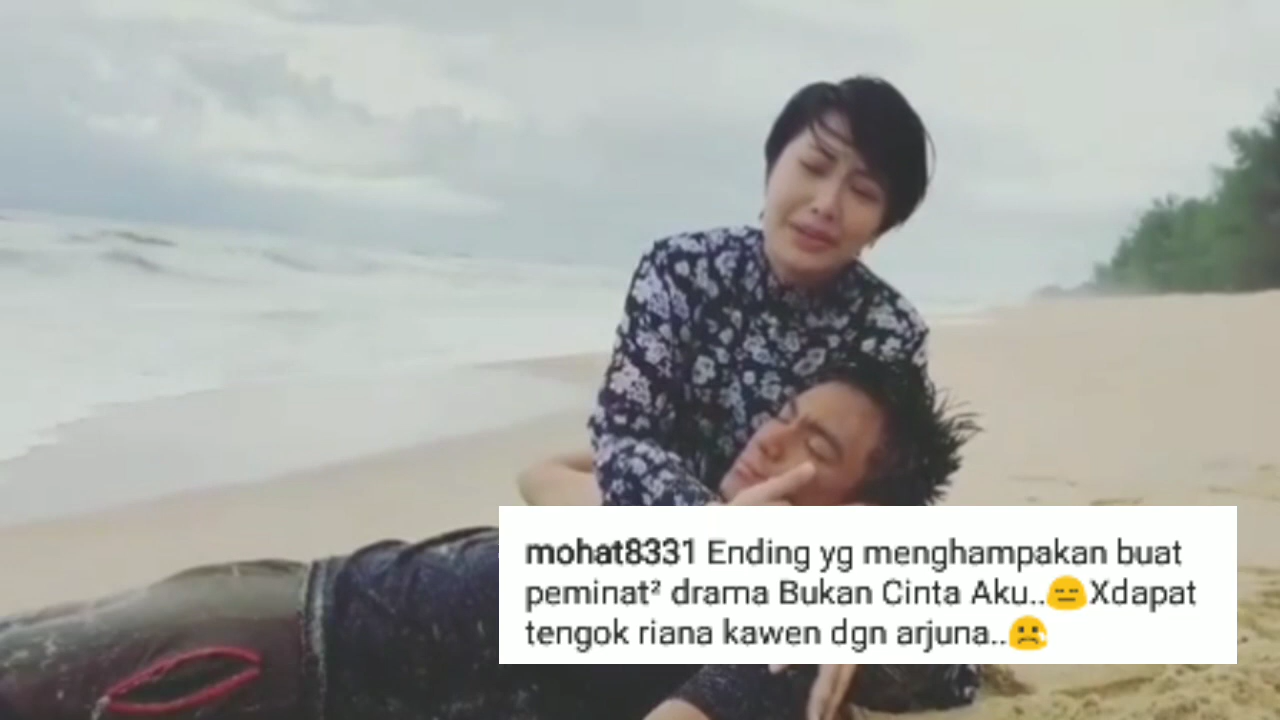 mohat8331 Ending yg menghampakan buat
peminat² drama Bukan Cinta Aku..😑Xdapat
tengok riana kawen dgn arjuna..😢